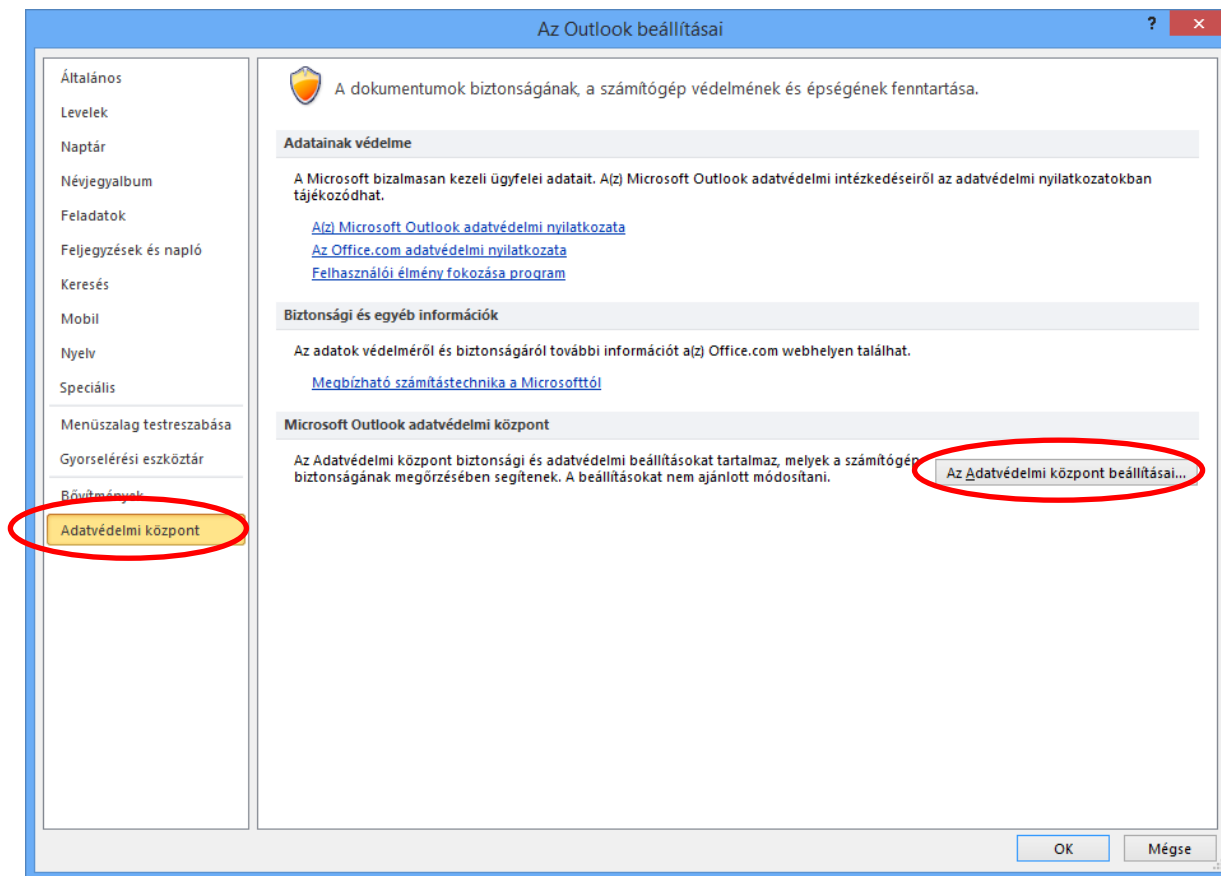 Az Outlook beállításai
?
Általános
Levelek
Naptár
Névjegyalbum
Feladatok
Feljegyzések és napló
Keresés
Mobil
Nyelv
Speciális
Menüszalag testreszabása
Gyorselérési eszköztár
Bővítmények
Adatvédelmi központ
A dokumentumok biztonságának, a számítógép védelmének és épségének fenntartása.
Adatainak védelme
A Microsoft bizalmasan kezeli ügyfelei adatait. A(z) Microsoft Outlook adatvédelmi intézkedéseiről az adatvédelmi nyilatkozatokban
tájékozódhat.
A(z) Microsoft Outlook adatvédelmi nyilatkozata
Az Office.com adatvédelmi nyilatkozata
Felhasználói élmény fokozása program
Biztonsági és egyéb információk
Az adatok védelméről és biztonságáról további információt a(z) Office.com webhelyen találhat.
Megbízható számítástechnika a Microsofttól
Microsoft Outlook adatvédelmi központ
Az Adatvédelmi központ biztonsági és adatvédelmi beállításokat tartalmaz, melyek a számítógép
biztonságának megőrzésében segítenek. A beállításokat nem ajánlott módosítani.
Az Adatvédelmi központ beállításai...
OK
Mégse